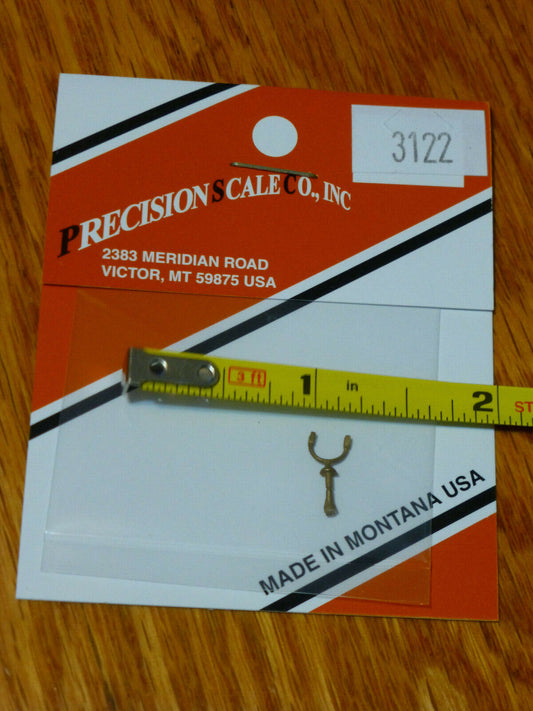 3122
PRECISION SCALE CO., INC
2383 MERIDIAN ROAD
VICTOR, MT 59875 USA
3 ft 1 in 2 ST
MADE IN MONTANA USA